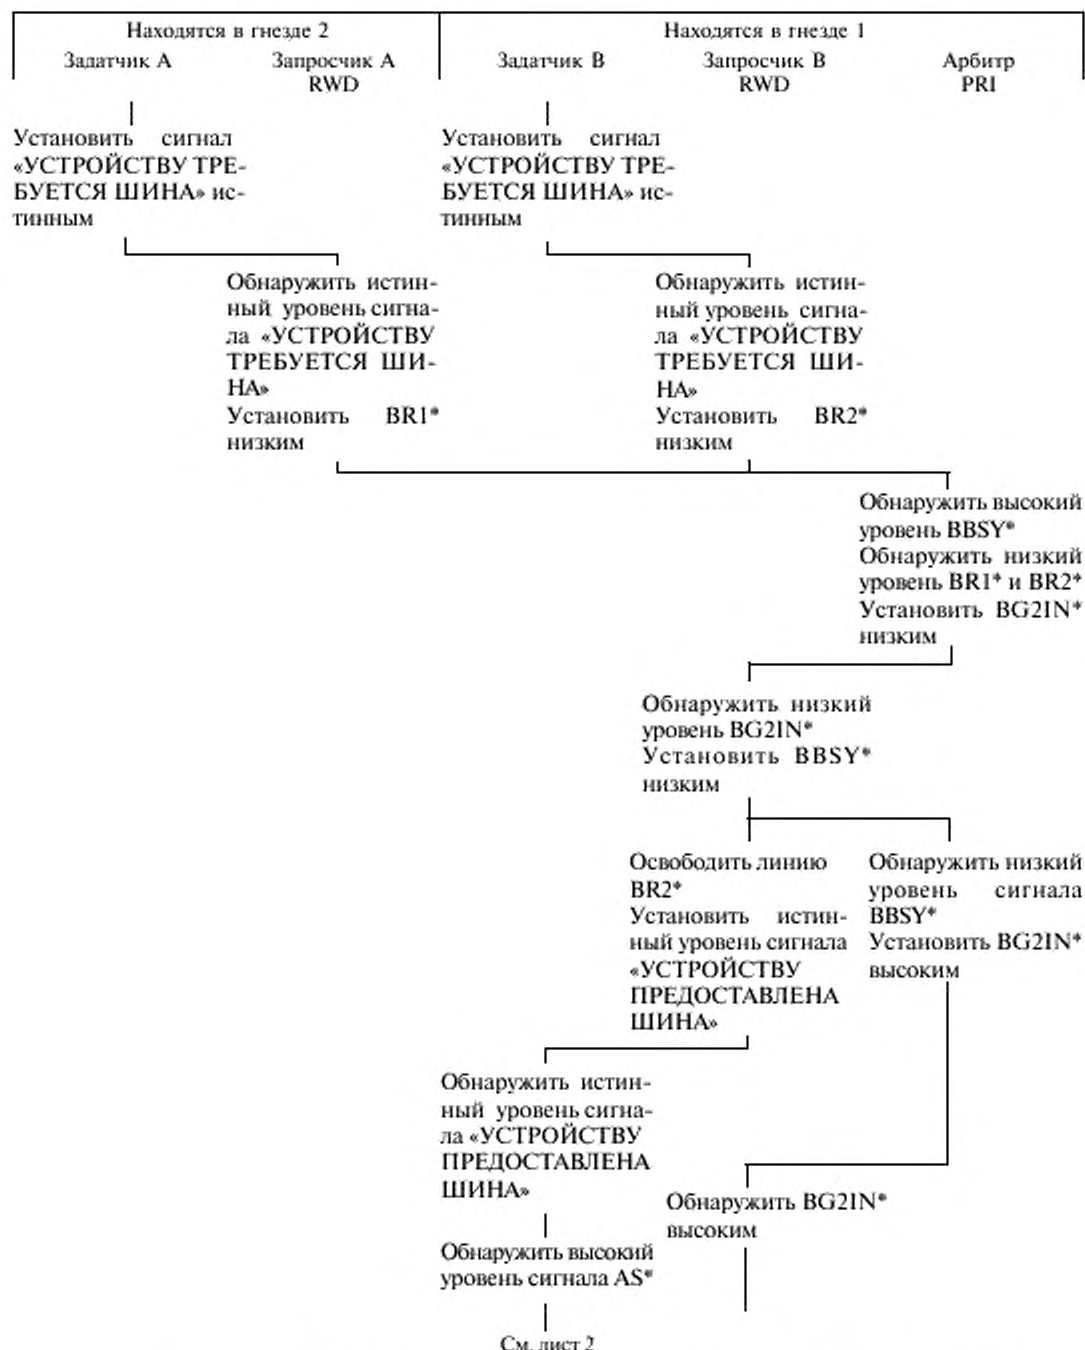 Находятся в гнезде 2
Находятся в гнезде 1
Задатчик А
Запросчик А
RWD
Задатчик В
Запросчик В
RWD
Арбитр
PRI
Установить сигнал
«УСТРОЙСТВУ ТРЕ-
БУЕТСЯ ШИНА» ис-
тинным
Установить сигнал
«УСТРОЙСТВУ ТРЕ-
БУЕТСЯ ШИНА» ис-
тинным
Обнаружить истин-
ный уровень сигна-
ла «УСТРОЙСТВУ
ТРЕБУЕТСЯ ШИ-
НА»
Установить BR1*
низким
Обнаружить истин-
ный уровень сигна-
ла «УСТРОЙСТВУ
ТРЕБУЕТСЯ ШИ-
НА»
Установить BR2*
низким
Обнаружить высокий
уровень BBSY*
Обнаружить низкий
уровень BR1* и BR2*
Установить BG2IN*
низким
Обнаружить низкий
уровень BG2IN*
Установить BBSY*
низким
Освободить линию
BR2*
Установить истин-
ный уровень сигнала
«УСТРОЙСТВУ
ПРЕДОСТАВЛЕНА
ШИНА»
Обнаружить низкий
уровень сигнала
BBSY*
Установить BG2IN*
высоким
Обнаружить истин-
ный уровень сигна-
ла «УСТРОЙСТВУ
ПРЕДОСТАВЛЕНА
ШИНА»
Обнаружить BG2IN*
высоким
Обнаружить высокий
уровень сигнала AS*
См. лист 2